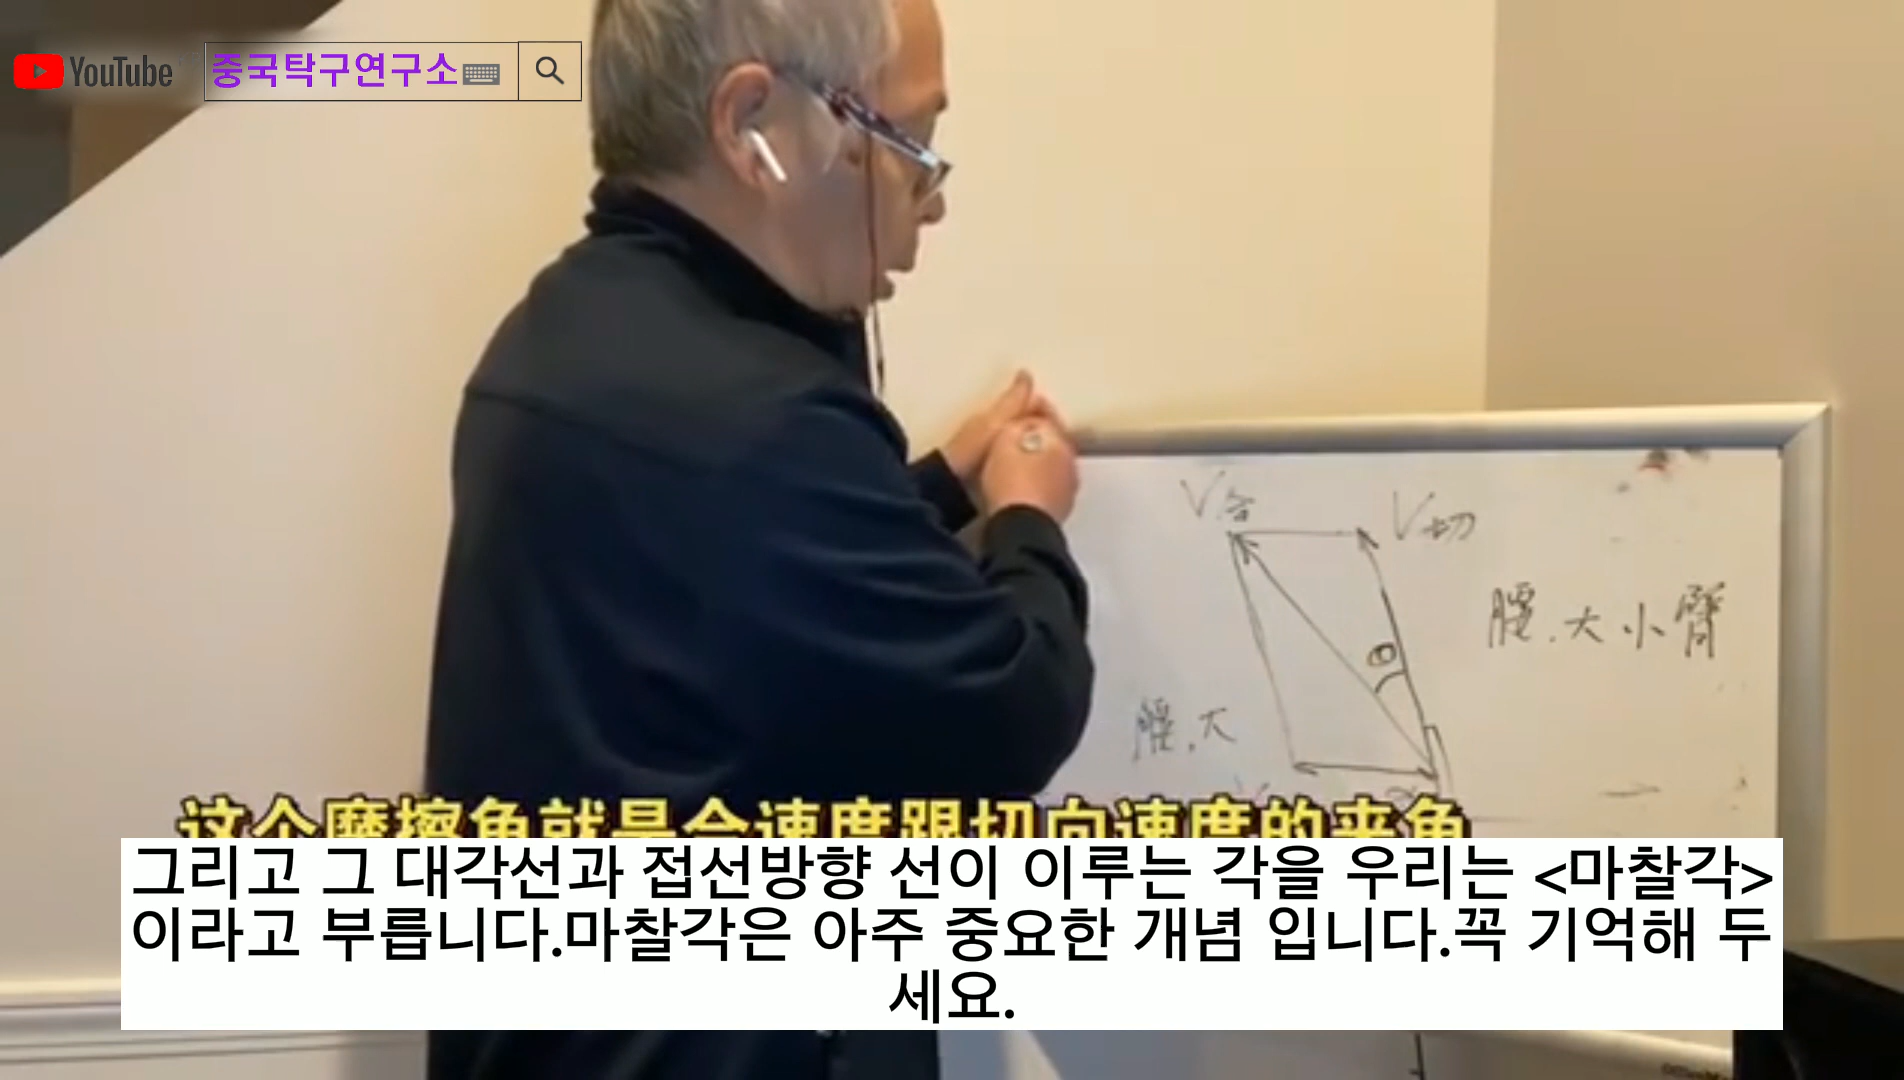 YouTube
중국탁구연구소
V合
V切
θ
腰.大小臂
腰.大
这个摩擦角就是合速度跟切向速度的夹角
그리고 그 대각선과 접선방향 선이 이루는 각을 우리는 <마찰각>
이라고 부릅니다.마찰각은 아주 중요한 개념 입니다.꼭 기억해 두
세요.